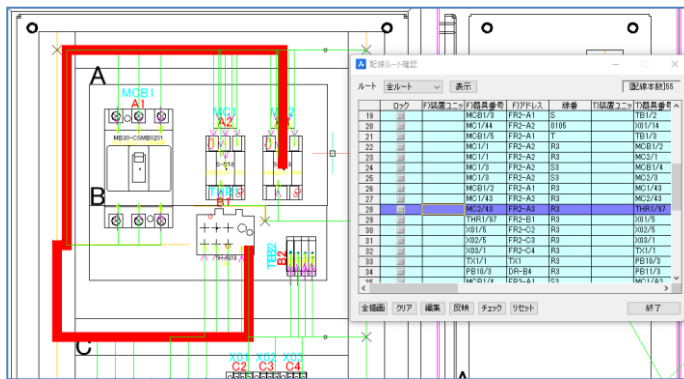 A
MCB1
A1
MC1
A2
MB30-CSMB0201
B
THR1
B1
TH-N18
TEB2
B2
C
X01 X02 X03
C2 C3 C4
A
配線ルート確認
ルート 全ルート 表示 配線本数]66
ロック F)装置ユニッ F)器具番号 F)アドレス 線番 T)装置ユニッ T)器具番号
19 MCB1/3 FR2-A1 S TB1/2
20 MC1/44 FR2-A2 0105 X01/14
21 MCB1/5 FR2-A1 T TB1/3
22 MC1/1 FR2-A2 R3 MCB1/2
23 MC1/1 FR2-A2 R3 MC2/1
24 MC1/3 FR2-A2 S3 MCB1/4
25 MC1/3 FR2-A2 S3 MC2/3
26 MCB1/2 FR2-A1 R3 MC1/43
27 MC1/43 FR2-A2 R3 MC2/43
28 MC2/43 FR2-A3 R3 THR1/97
29 THR1/97 FR2-B1 R3 X01/5
30 X01/5 FR2-C2 R3 X02/5
31 X02/5 FR2-C3 R3 X03/1
32 X03/1 FR2-C4 R3 TX1/1
33 TX1/1 TX1 R3 PB10/3
34 PB10/3 DR-B4 R3 PB11/3
全描画 クリア 編集 反映 チェック リセット 終了